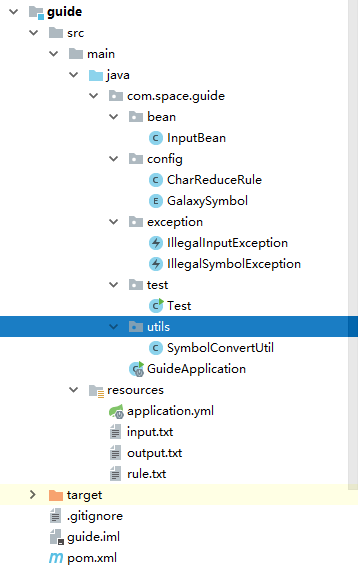 guide
src
main
java
com.space.guide
bean
InputBean
config
CharReduceRule
GalaxySymbol
exception
IllegalInputException
IllegalSymbolException
test
Test
utils
SymbolConvertUtil
GuideApplication
resources
application.yml
input.txt
output.txt
rule.txt
target
.gitignore
guide.iml
pom.xml